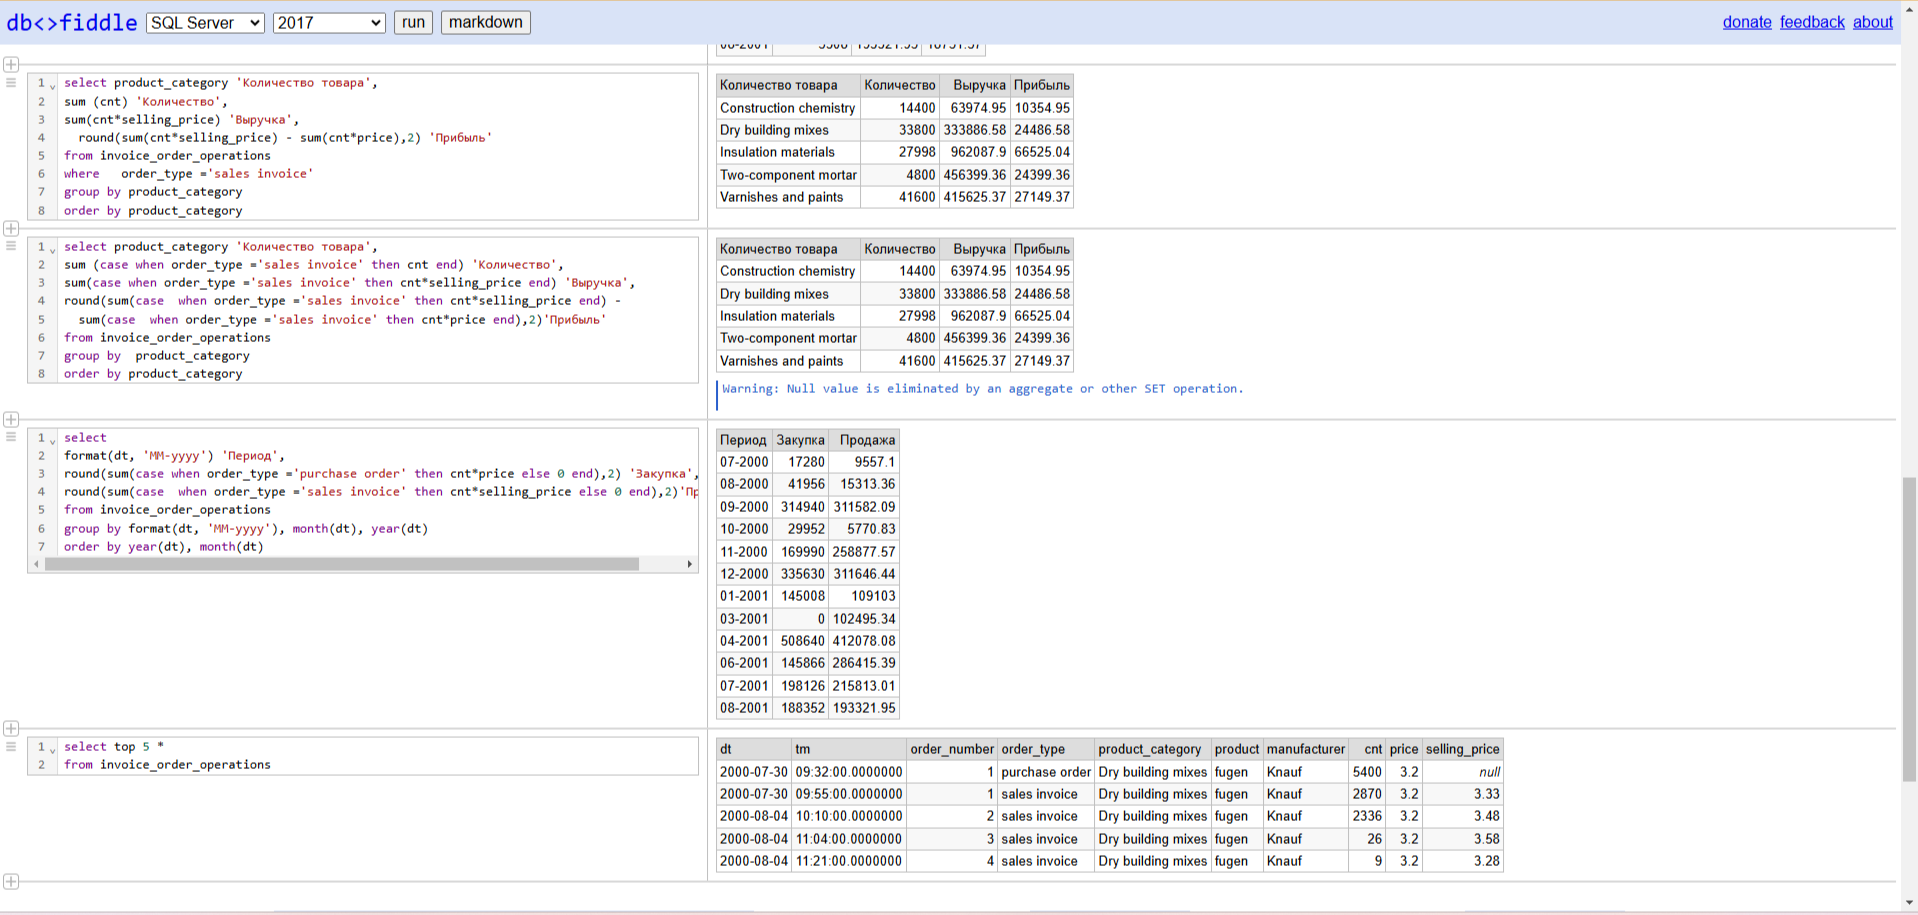 db<>fiddle SQL Server 2017 run markdown donate feedback about
1 select product_category 'Количество товара',
2 sum (cnt) 'Количество',
3 sum(cnt*selling_price) 'Выручка',
4 round(sum(cnt*selling_price) - sum(cnt*price),2) 'Прибыль'
5 from invoice_order_operations
6 where order_type ='sales invoice'
7 group by product_category
8 order by product_category
Количество товара Количество Выручка Прибыль
Construction chemistry 14400 63974.95 10354.95
Dry building mixes 33800 333886.58 24486.58
Insulation materials 27998 962087.9 66525.04
Two-component mortar 4800 456399.36 24399.36
Varnishes and paints 41600 415625.37 27149.37
1 select product_category 'Количество товара',
2 sum (case when order_type ='sales invoice' then cnt end) 'Количество',
3 sum(case when order_type ='sales invoice' then cnt*selling_price end) 'Выручка',
4 round(sum(case when order_type ='sales invoice' then cnt*selling_price end) -
5 sum(case when order_type ='sales invoice' then cnt*price end),2)'Прибыль'
6 from invoice_order_operations
7 group by product_category
8 order by product_category
Количество товара Количество Выручка Прибыль
Construction chemistry 14400 63974.95 10354.95
Dry building mixes 33800 333886.58 24486.58
Insulation materials 27998 962087.9 66525.04
Two-component mortar 4800 456399.36 24399.36
Varnishes and paints 41600 415625.37 27149.37
Warning: Null value is eliminated by an aggregate or other SET operation.
1 select
2 format(dt, 'MM-yyyy') 'Период',
3 round(sum(case when order_type ='purchase order' then cnt*price else 0 end),2) 'Закупка',
4 round(sum(case when order_type ='sales invoice' then cnt*selling_price else 0 end),2)'Пр
5 from invoice_order_operations
6 group by format(dt, 'MM-yyyy'), month(dt), year(dt)
7 order by year(dt), month(dt)
Период Закупка Продажа
07-2000 17280 9557.1
08-2000 41956 15313.36
09-2000 314940 311582.09
10-2000 29952 5770.83
11-2000 169990 258877.57
12-2000 335630 311646.44
01-2001 145008 109103
03-2001 0 102495.34
04-2001 508640 412078.08
06-2001 145866 286415.39
07-2001 198126 215813.01
08-2001 188352 193321.95
1 select top 5 *
2 from invoice_order_operations
dt tm order_number order_type product_category product manufacturer cnt price selling_price
2000-07-30 09:32:00.0000000 1 purchase order Dry building mixes fugen Knauf 5400 3.2 null
2000-07-30 09:55:00.0000000 1 sales invoice Dry building mixes fugen Knauf 2870 3.2 3.33
2000-08-04 10:10:00.0000000 2 sales invoice Dry building mixes fugen Knauf 2336 3.2 3.48
2000-08-04 11:04:00.0000000 3 sales invoice Dry building mixes fugen Knauf 26 3.2 3.58
2000-08-04 11:21:00.0000000 4 sales invoice Dry building mixes fugen Knauf 9 3.2 3.28